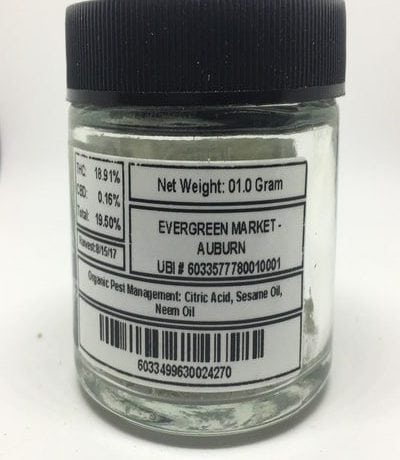 THC: 18.91%
CBD: 0.16%
Total: 19.50%
Harvest: 8/15/17
Net Weight: 01.0 Gram
EVERGREEN MARKET -
AUBURN
UBI # 6033577780010001
Organic Pest Management: Citric Acid, Sesame Oil,
Neem Oil
6033499630024270